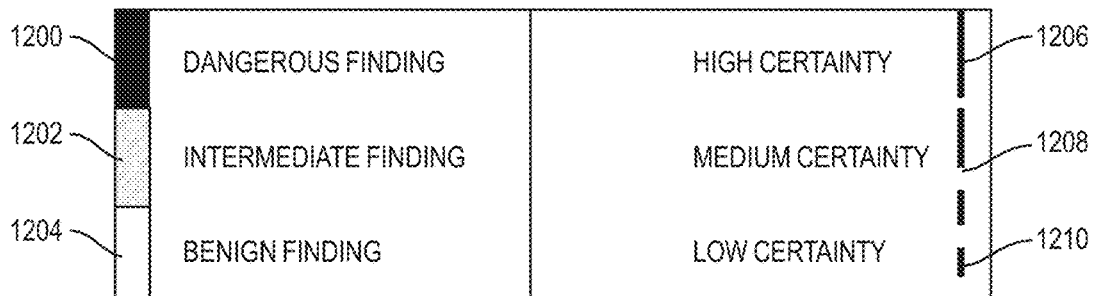 1200 DANGEROUS FINDING HIGH CERTAINTY 1206
1202 INTERMEDIATE FINDING MEDIUM CERTAINTY 1208
1204 BENIGN FINDING LOW CERTAINTY 1210